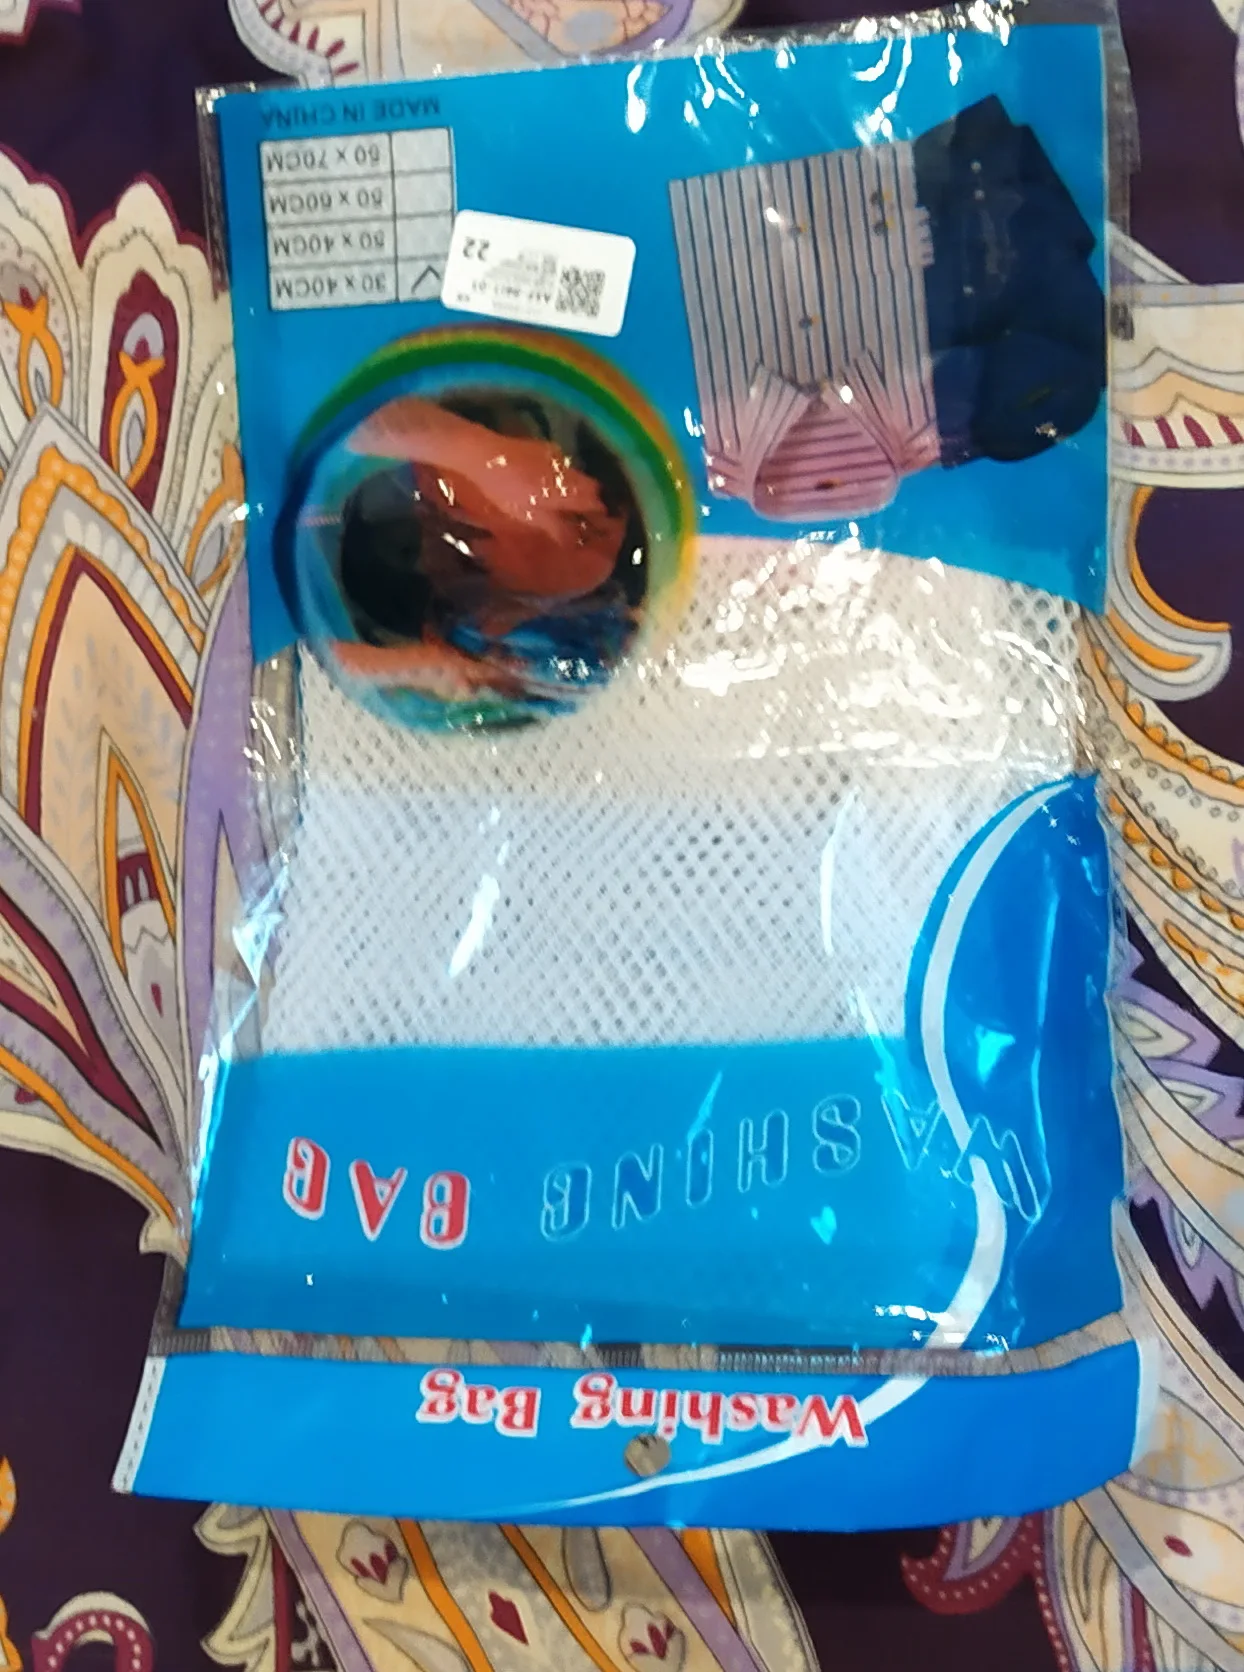 Washing Bag
WASHING BAG
30 x 40CM
50 x 40CM
50 x 60CM
50 x 70CM
MADE IN CHINA
22